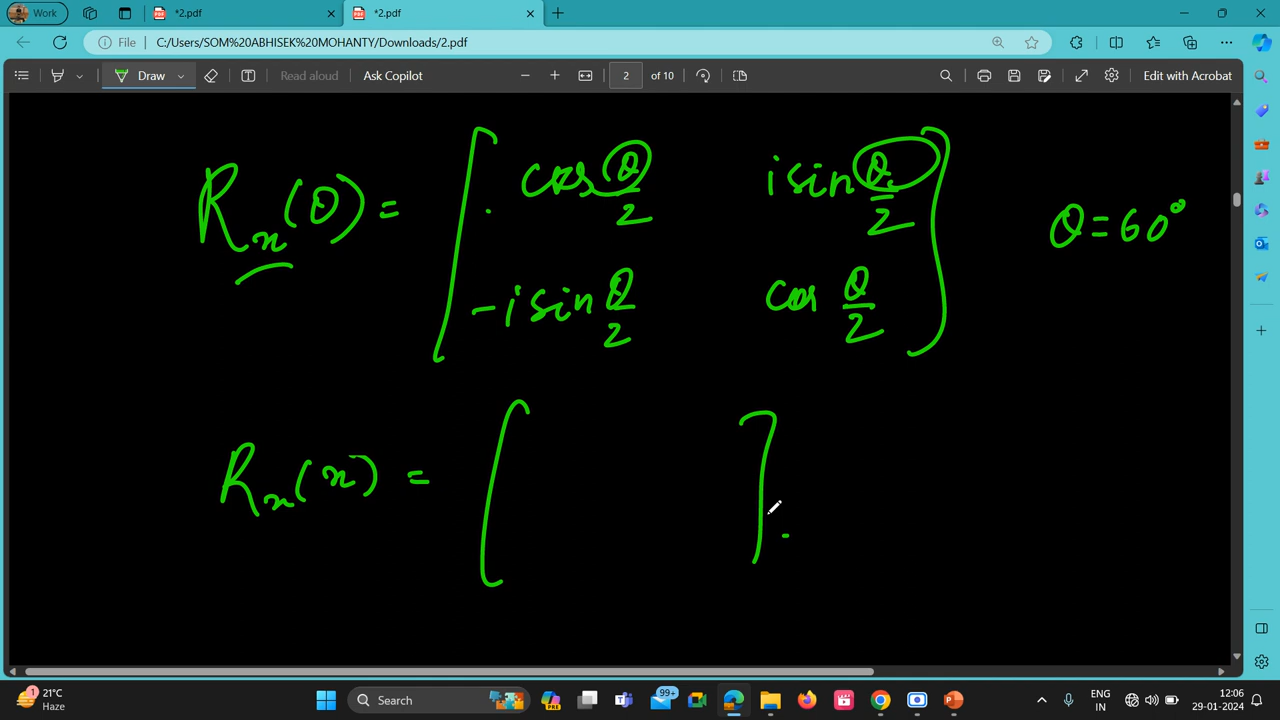 Work
*2.pdf
*2.pdf
File
C:/Users/SOM%20ABHISEK%20MOHANTY/Downloads/2.pdf
Draw
Read aloud
Ask Copilot
2
of 10
Edit with Acrobat
Rx(θ) = [ cos θ/2   i sin θ/2
-i sin θ/2   cos θ/2 ]
θ = 60°
Rx(x) = [ ]
21°C
Haze
1
Search
PRE
99+
ENG
IN
12:06
29-01-2024